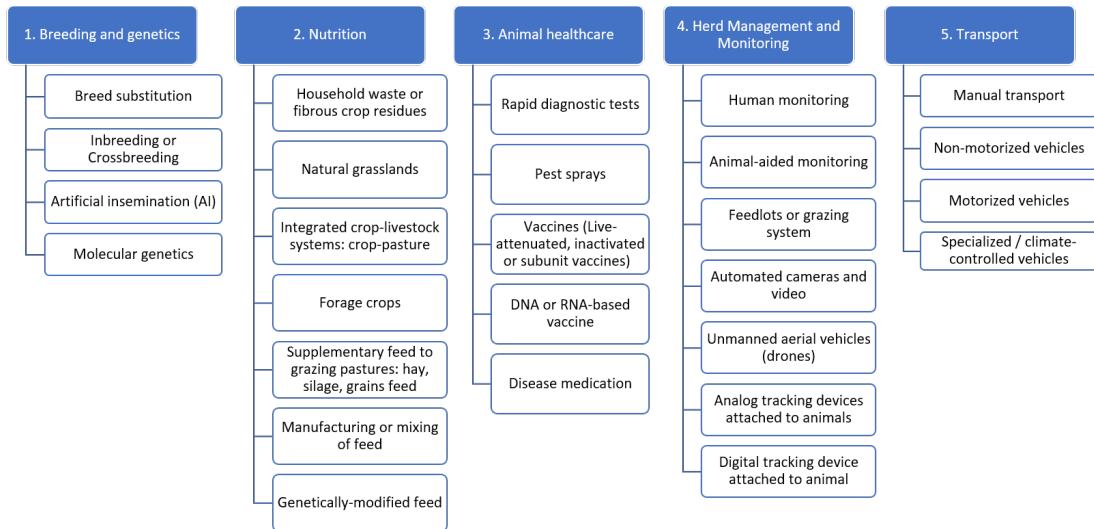 1. Breeding and genetics
Breed substitution
Inbreeding or
Crossbreeding
Artificial insemination (AI)
Molecular genetics
2. Nutrition
Household waste or
fibrous crop residues
Natural grasslands
Integrated crop-livestock
systems: crop-pasture
Forage crops
Supplementary feed to
grazing pastures: hay,
silage, grains feed
Manufacturing or mixing
of feed
Genetically-modified feed
3. Animal healthcare
Rapid diagnostic tests
Pest sprays
Vaccines (Live-
attenuated, inactivated
or subunit vaccines)
DNA or RNA-based
vaccine
Disease medication
4. Herd Management and
Monitoring
Human monitoring
Animal-aided monitoring
Feedlots or grazing
system
Automated cameras and
video
Unmanned aerial vehicles
(drones)
Analog tracking devices
attached to animals
Digital tracking device
attached to animal
5. Transport
Manual transport
Non-motorized vehicles
Motorized vehicles
Specialized / climate-
controlled vehicles